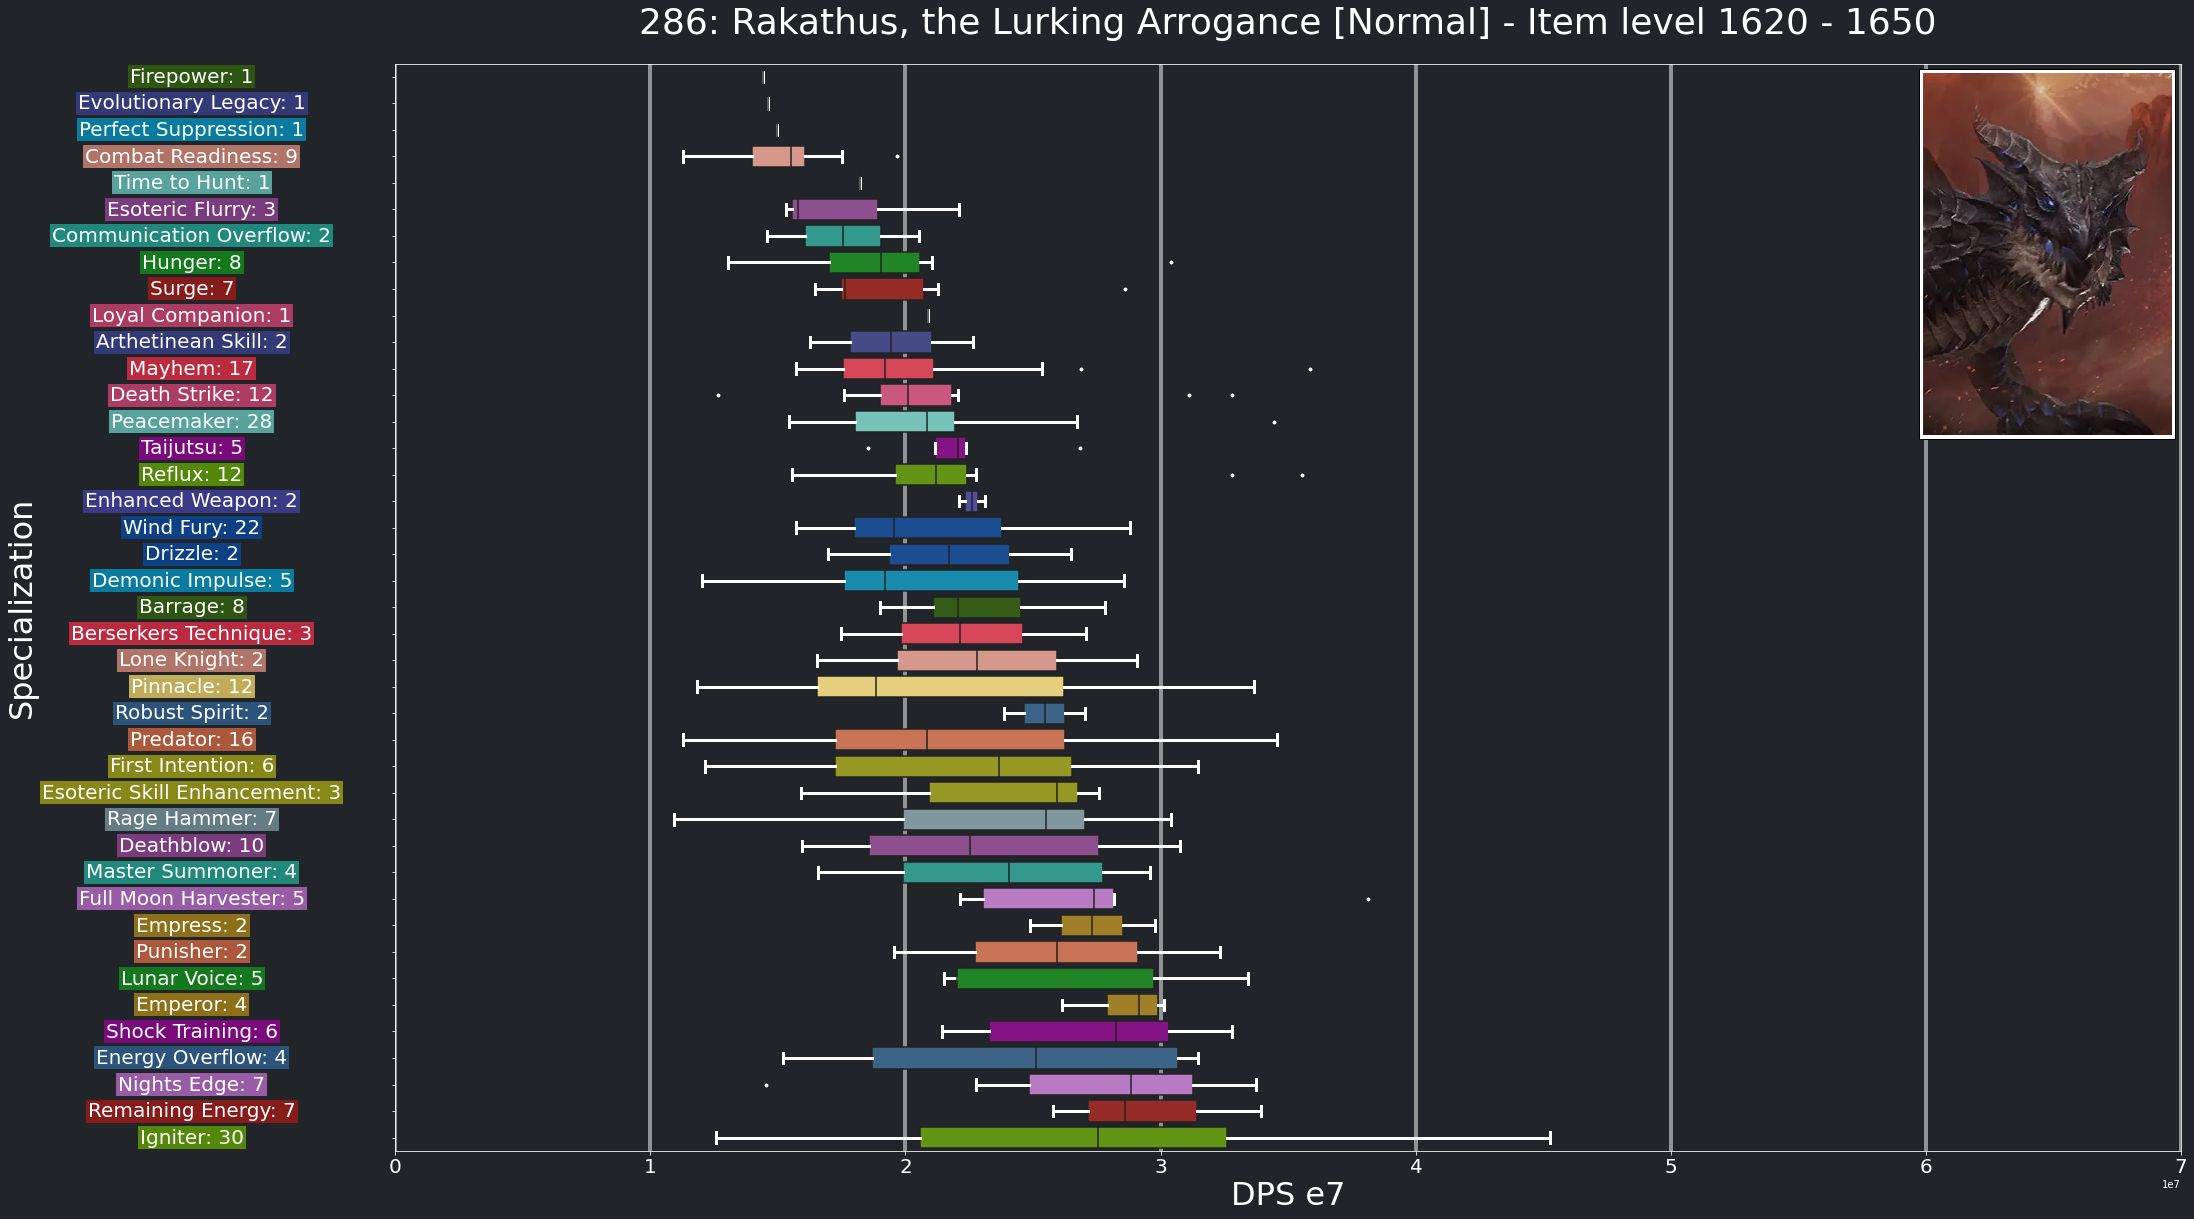 286: Rakathus, the Lurking Arrogance [Normal] - Item level 1620 - 1650
Specialization
Firepower: 1
Evolutionary Legacy: 1
Perfect Suppression: 1
Combat Readiness: 9
Time to Hunt: 1
Esoteric Flurry: 3
Communication Overflow: 2
Hunger: 8
Surge: 7
Loyal Companion: 1
Arthetinean Skill: 2
Mayhem: 17
Death Strike: 12
Peacemaker: 28
Taijutsu: 5
Reflux: 12
Enhanced Weapon: 2
Wind Fury: 22
Drizzle: 2
Demonic Impulse: 5
Barrage: 8
Berserkers Technique: 3
Lone Knight: 2
Pinnacle: 12
Robust Spirit: 2
Predator: 16
First Intention: 6
Esoteric Skill Enhancement: 3
Rage Hammer: 7
Deathblow: 10
Master Summoner: 4
Full Moon Harvester: 5
Empress: 2
Punisher: 2
Lunar Voice: 5
Emperor: 4
Shock Training: 6
Energy Overflow: 4
Nights Edge: 7
Remaining Energy: 7
Igniter: 30
0 1 2 3 4 5 6 7
1e7
DPS e7